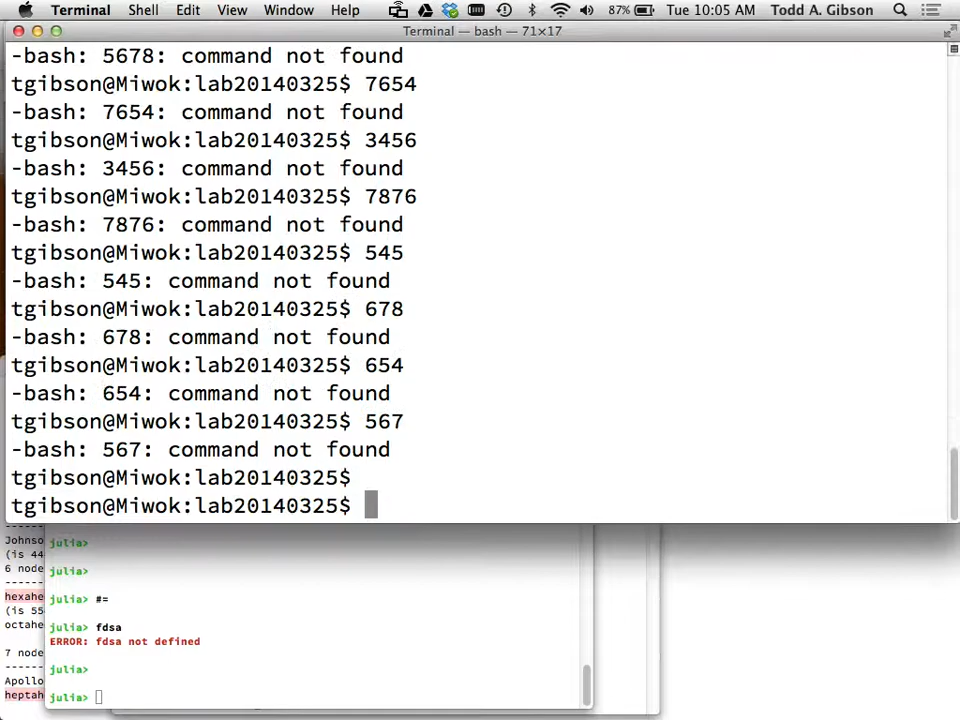 Terminal Shell Edit View Window Help 87% Tue 10:05 AM Todd A. Gibson
Terminal — bash — 71×17
-bash: 5678: command not found
tgibson@Miwok:lab20140325$ 7654
-bash: 7654: command not found
tgibson@Miwok:lab20140325$ 3456
-bash: 3456: command not found
tgibson@Miwok:lab20140325$ 7876
-bash: 7876: command not found
tgibson@Miwok:lab20140325$ 545
-bash: 545: command not found
tgibson@Miwok:lab20140325$ 678
-bash: 678: command not found
tgibson@Miwok:lab20140325$ 654
-bash: 654: command not found
tgibson@Miwok:lab20140325$ 567
-bash: 567: command not found
tgibson@Miwok:lab20140325$
tgibson@Miwok:lab20140325$
------
Johnso
(is 44
6 node
------
hexahe
(is 554
octahe
7 node
------
Apollo
heptah
julia>
julia>
julia> #=
julia> fdsa
ERROR: fdsa not defined
julia>
julia>